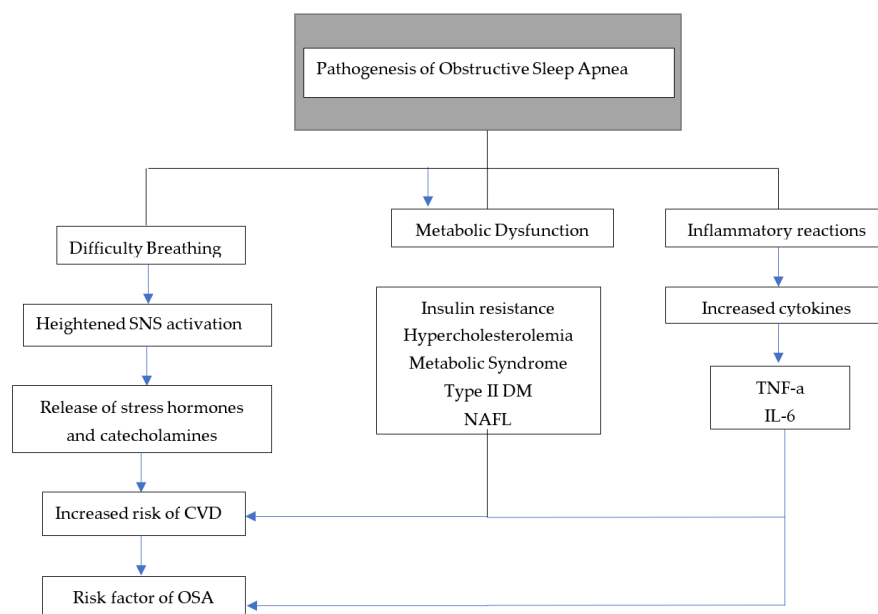 Pathogenesis of Obstructive Sleep Apnea
Difficulty Breathing
Metabolic Dysfunction
Inflammatory reactions
Heightened SNS activation
Insulin resistance
Hypercholesterolemia
Metabolic Syndrome
Type II DM
NAFL
Increased cytokines
Release of stress hormones
and catecholamines
TNF-a
IL-6
Increased risk of CVD
Risk factor of OSA